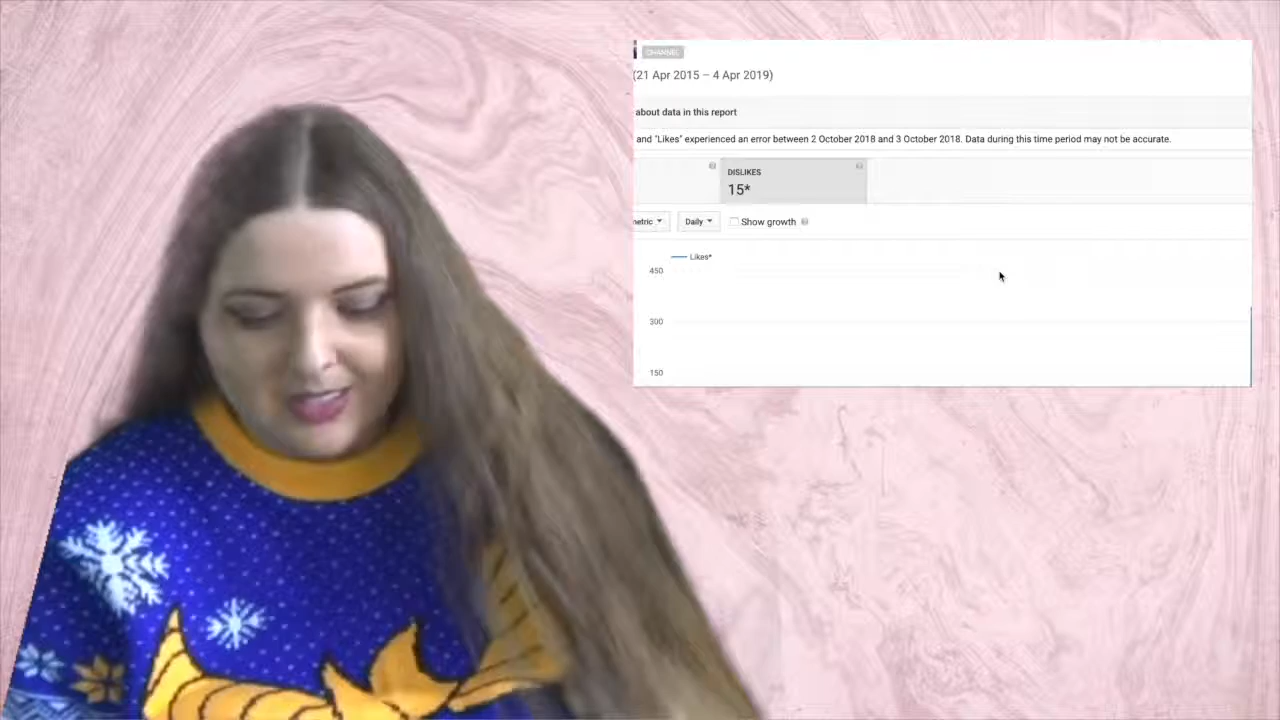 CHANNEL
(21 Apr 2015 – 4 Apr 2019)
about data in this report
and "Likes" experienced an error between 2 October 2018 and 3 October 2018. Data during this time period may not be accurate.
DISLIKES
15*
metric
Daily
Show growth
Likes*
450
300
150